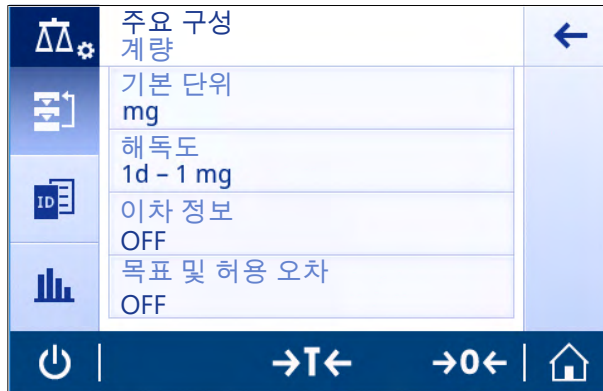 주요 구성
계량
기본 단위
mg
해독도
1d – 1 mg
이차 정보
OFF
목표 및 허용 오차
OFF
ID
→T← →0←